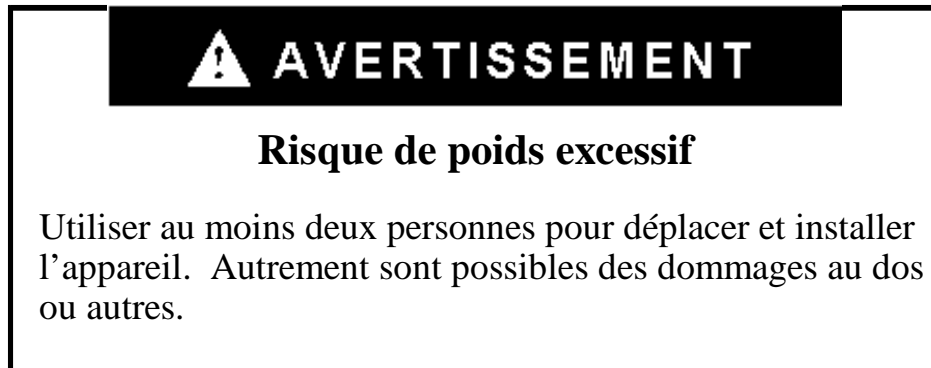 AVERTISSEMENT
Risque de poids excessif
Utiliser au moins deux personnes pour déplacer et installer
l’appareil.  Autrement sont possibles des dommages au dos
ou autres.